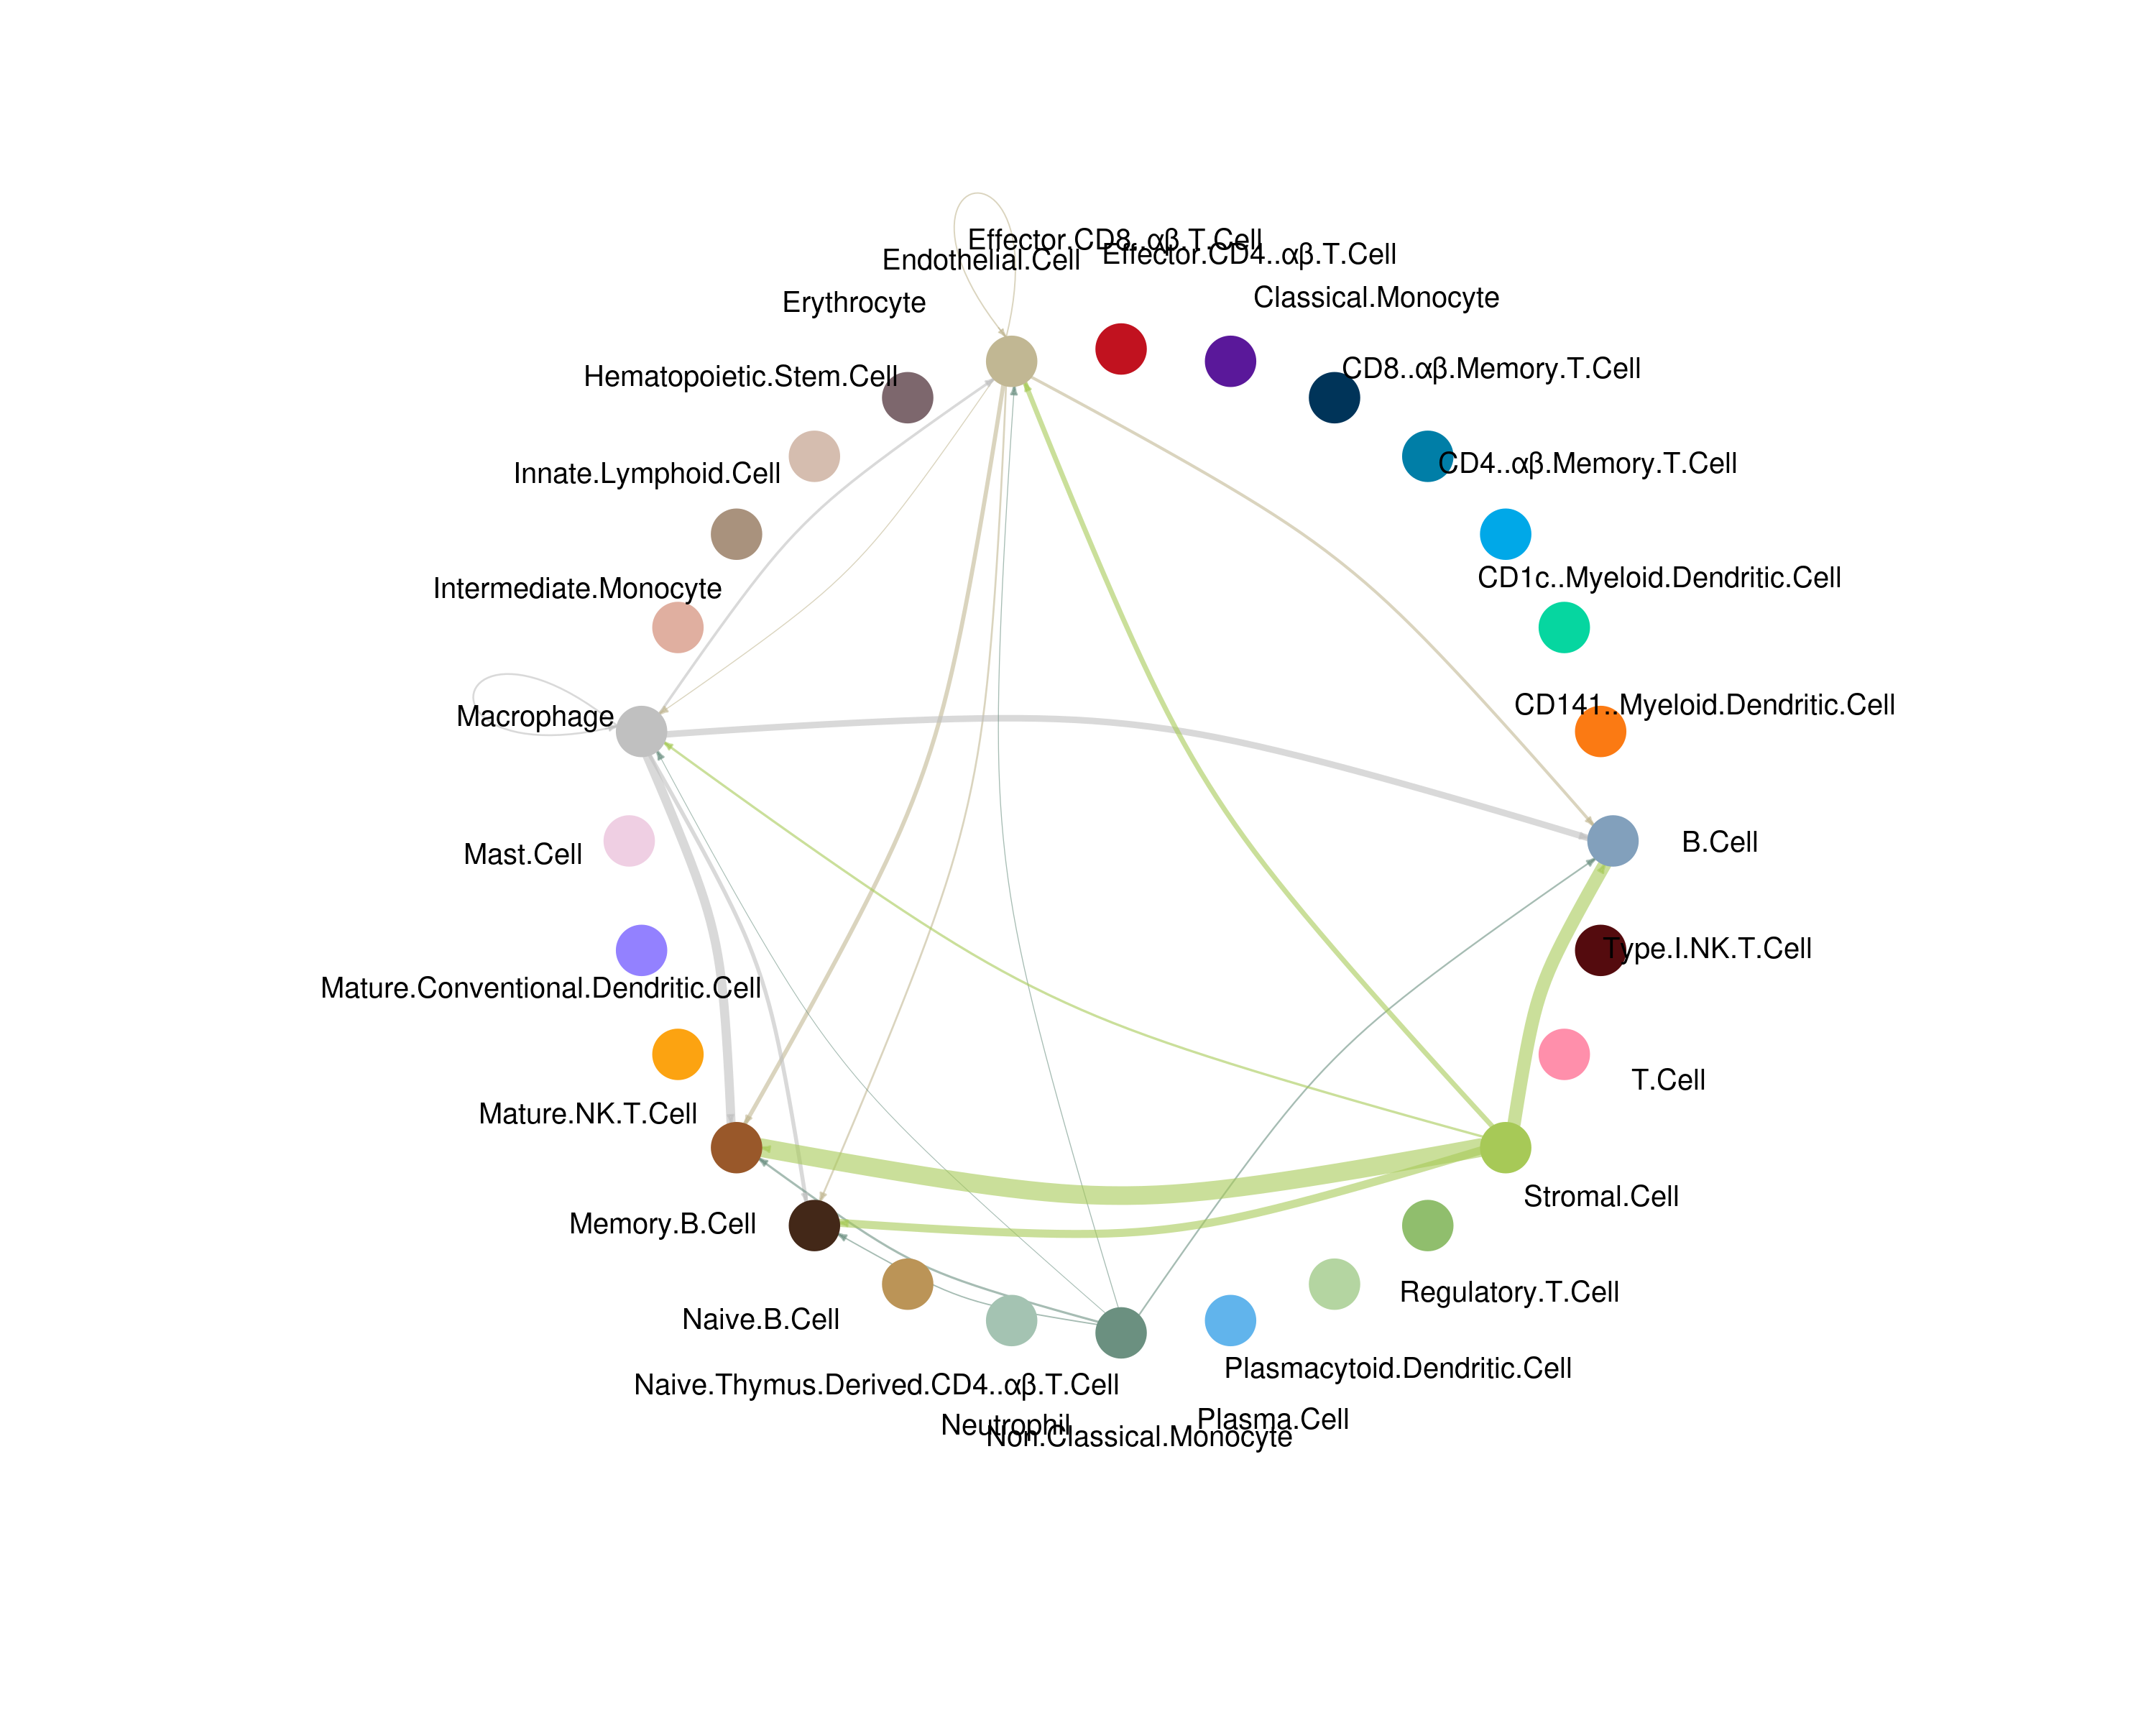 Effector.CD8..αβ.T.Cell
Effector.CD4..αβ.T.Cell
Endothelial.Cell
Classical.Monocyte
Erythrocyte
CD8..αβ.Memory.T.Cell
Hematopoietic.Stem.Cell
CD4..αβ.Memory.T.Cell
Innate.Lymphoid.Cell
CD1c..Myeloid.Dendritic.Cell
Intermediate.Monocyte
CD141..Myeloid.Dendritic.Cell
Macrophage
B.Cell
Mast.Cell
Type.I.NK.T.Cell
Mature.Conventional.Dendritic.Cell
T.Cell
Mature.NK.T.Cell
Stromal.Cell
Memory.B.Cell
Regulatory.T.Cell
Naive.B.Cell
Plasmacytoid.Dendritic.Cell
Naive.Thymus.Derived.CD4..αβ.T.Cell
Plasma.Cell
Neutrophil
Non.Classical.Monocyte